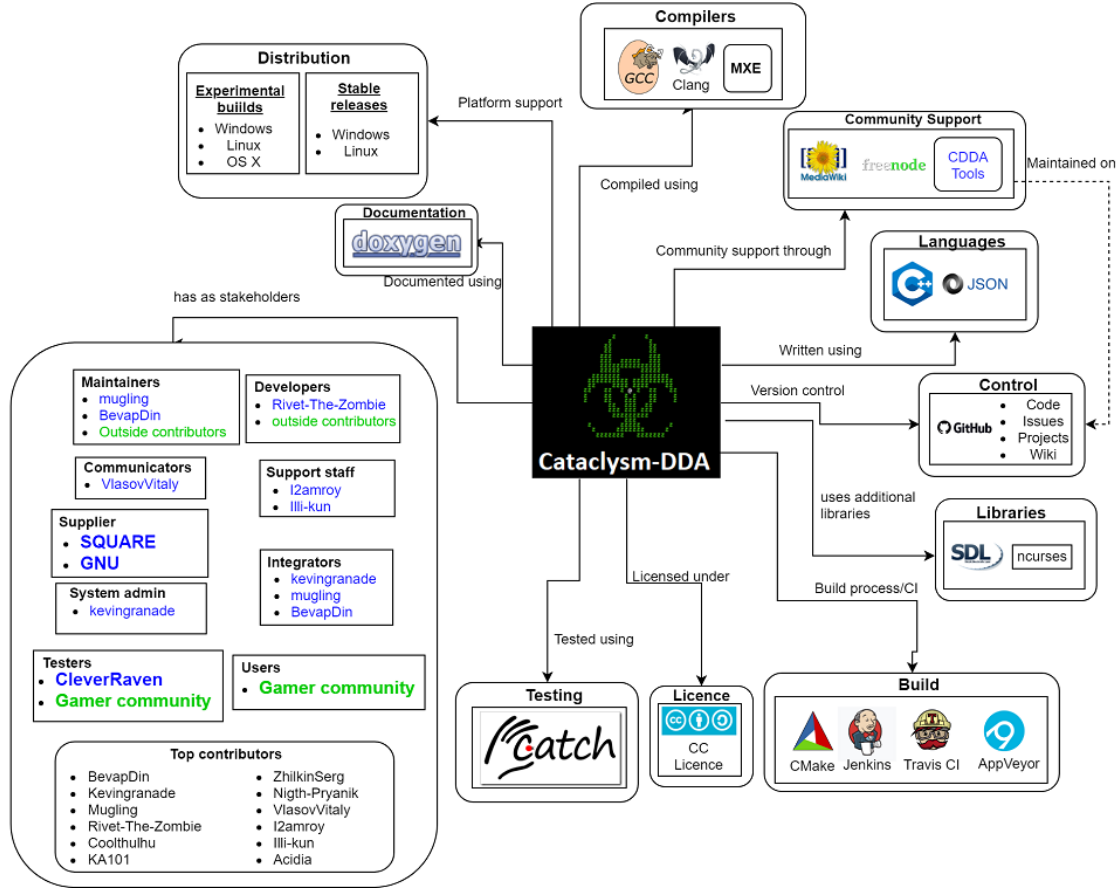 Compilers
GCC
Clang
MXE
Distribution
Experimental
buiilds
Windows
Linux
OS X
Stable
releases
Windows
Linux
Platform support
Compiled using
Community Support
MediaWiki
freenode
CDDA
Tools
Maintained on
Documentation
doxygen
Documented using
Community support through
Languages
C++
JSON
has as stakeholders
Written using
Version control
Control
GitHub
Code
Issues
Projects
Wiki
Cataclysm-DDA
Maintainers
mugling
BevapDin
Outside contributors
Developers
Rivet-The-Zombie
outside contributors
Communicators
VlasovVitaly
Support staff
I2amroy
Illi-kun
Supplier
SQUARE
GNU
Integrators
kevingranade
mugling
BevapDin
System admin
kevingranade
Testers
CleverRaven
Gamer community
Users
Gamer community
Top contributors
BevapDin
Kevingranade
Mugling
Rivet-The-Zombie
Coolthulhu
KA101
ZhilkinSerg
Nigth-Pryanik
VlasovVitaly
I2amroy
Illi-kun
Acidia
uses additional
libraries
Libraries
SDL
ncurses
Licensed under
Build process/CI
Tested using
Testing
Catch
Licence
cc
CC
Licence
Build
CMake
Jenkins
T
Travis CI
AppVeyor